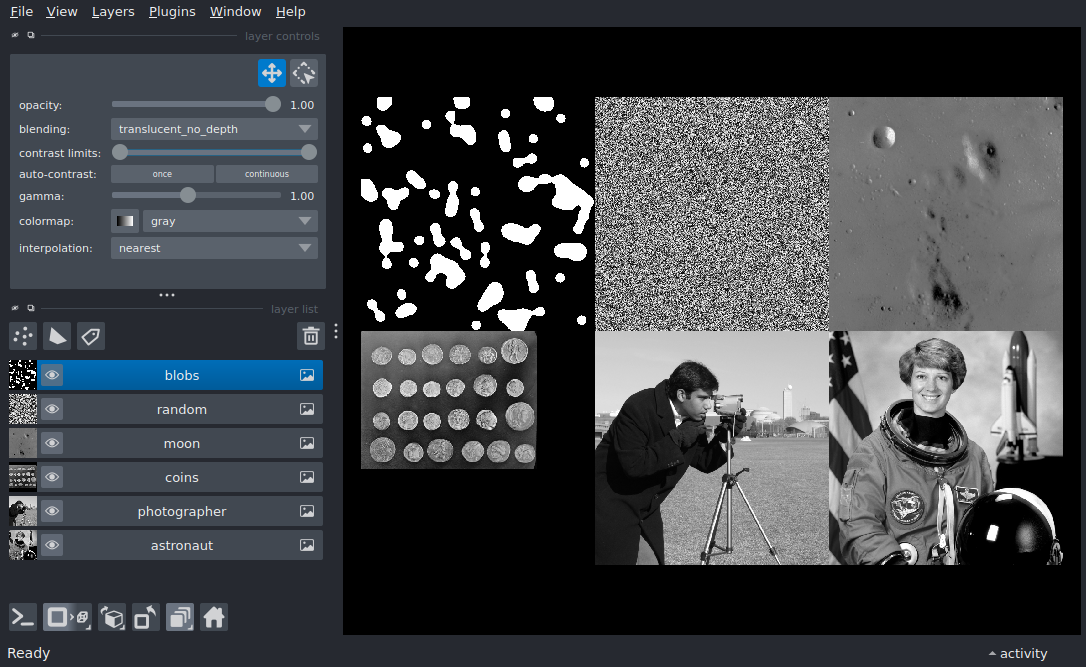 File View Layers Plugins Window Help
layer controls
opacity: 1.00
blending: translucent_no_depth
contrast limits:
auto-contrast: once continuous
gamma: 1.00
colormap: gray
interpolation: nearest
layer list
blobs
random
moon
coins
photographer
astronaut
Ready
activity